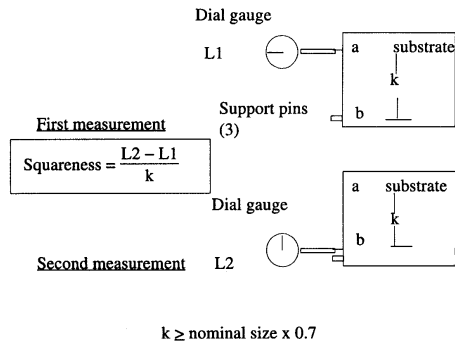 Dial gauge
L1
a substrate
k
Support pins
(3)
b
First measurement
Squareness = L2 – L1 / k
a substrate
Dial gauge
k
b
Second measurement L2
k ≥ nominal size x 0.7